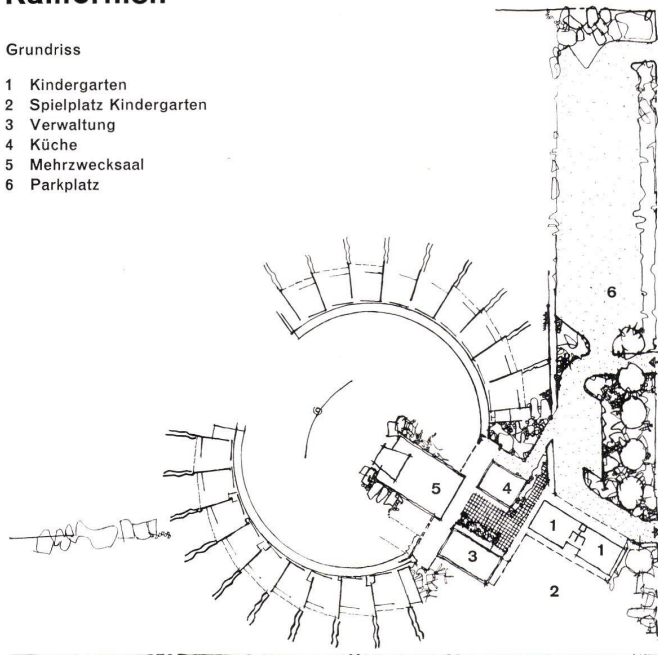 Grundriss
1 Kindergarten
2 Spielplatz Kindergarten
3 Verwaltung
4 Küche
5 Mehrzwecksaal
6 Parkplatz
6
5
4
1
1
3
2